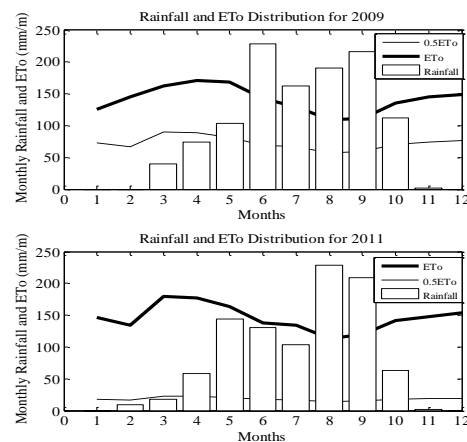 Rainfall and ETo Distribution for 2009
Monthly Rainfall and ETo (mm/m)
250
200
150
100
50
0
0 1 2 3 4 5 6 7 8 9 10 11 12
Months
0.5ETo
ETo
Rainfall
Rainfall and ETo Distribution for 2011
Monthly Rainfall and ETo (mm/m)
250
200
150
100
50
0
0 1 2 3 4 5 6 7 8 9 10 11 12
Months
ETo
0.5ETo
Rainfall